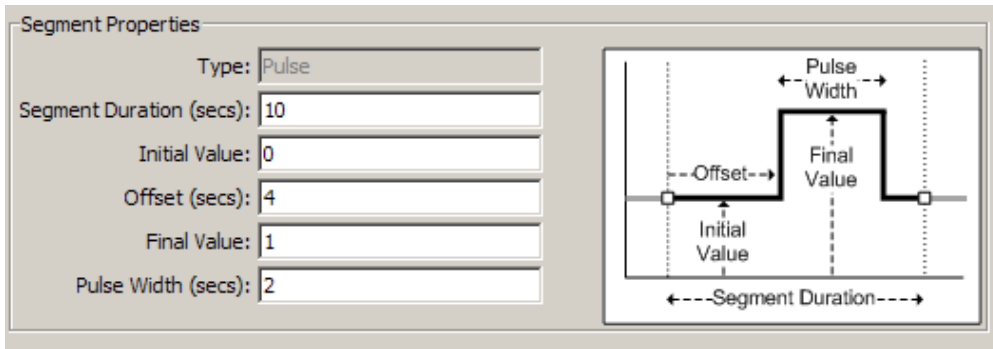 Segment Properties
Type: Pulse
Segment Duration (secs): 10
Initial Value: 0
Offset (secs): 4
Final Value: 1
Pulse Width (secs): 2
Pulse
Width
Offset
Final
Value
Initial
Value
Segment Duration